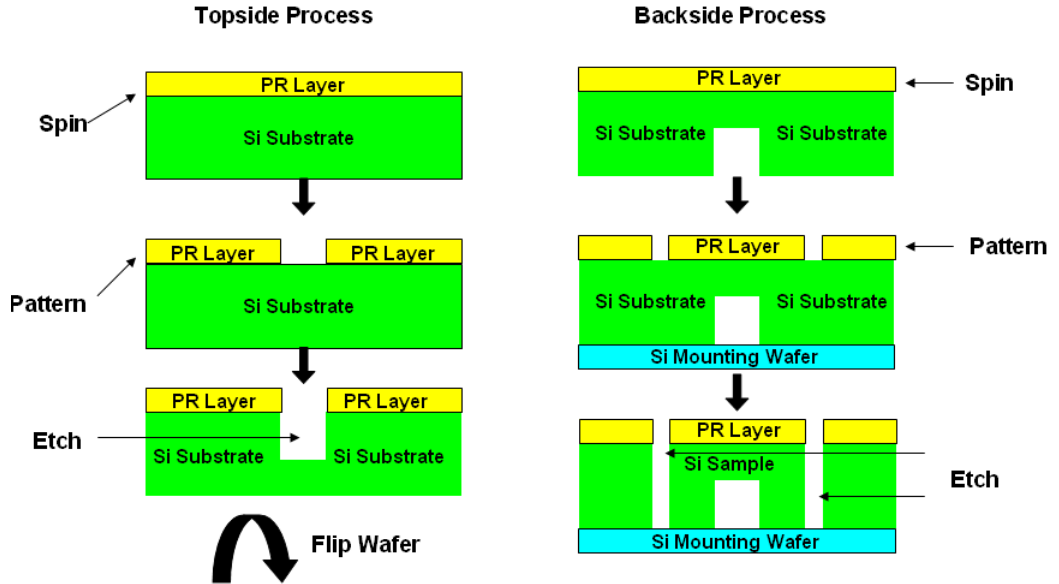 Topside Process
PR Layer
Spin
Si Substrate
PR Layer PR Layer
Pattern
Si Substrate
PR Layer PR Layer
Etch
Si Substrate Si Substrate
Flip Wafer
Backside Process
PR Layer
Spin
Si Substrate Si Substrate
PR Layer
Pattern
Si Substrate Si Substrate
Si Mounting Wafer
PR Layer
Si Sample
Etch
Si Mounting Wafer